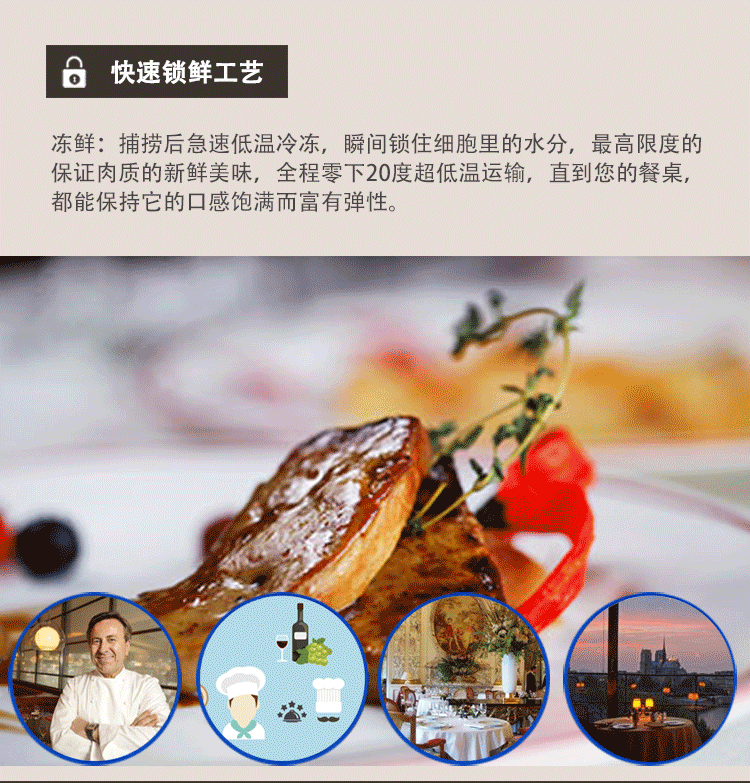 快速锁鲜工艺
冻鲜：捕捞后急速低温冷冻，瞬间锁住细胞里的水分，最高限度的
保证肉质的新鲜美味，全程零下20度超低温运输，直到您的餐桌，
都能保持它的口感饱满而富有弹性。